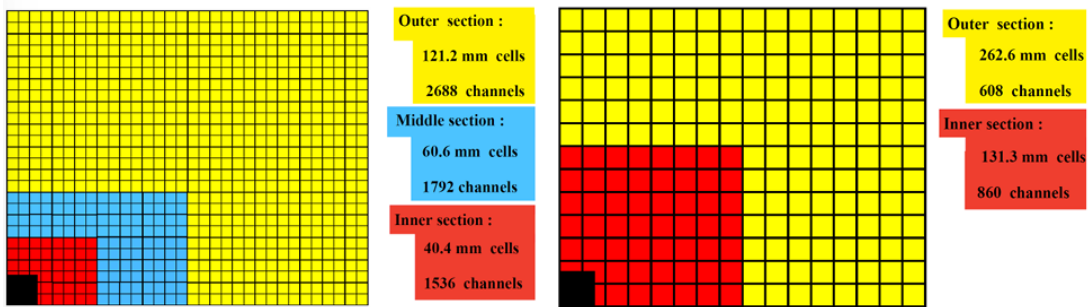 Outer section :
121.2 mm cells
2688 channels
Middle section :
60.6 mm cells
1792 channels
Inner section :
40.4 mm cells
1536 channels
Outer section :
262.6 mm cells
608 channels
Inner section :
131.3 mm cells
860 channels